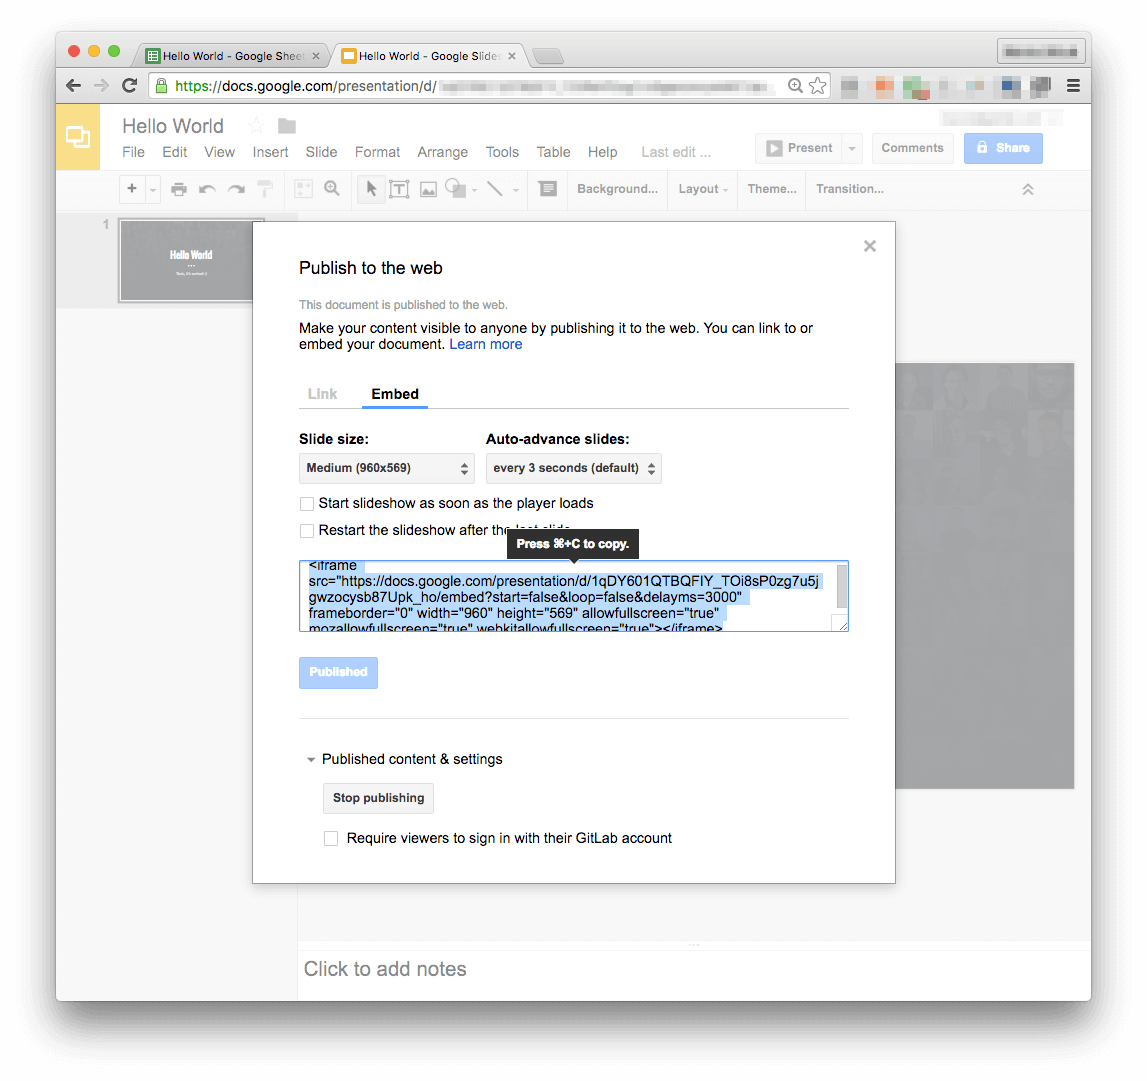 Hello World - Google Sheet
Hello World - Google Slides
https://docs.google.com/presentation/d/
Hello World
File Edit View Insert Slide Format Arrange Tools Table Help Last edit ...
Present Comments Share
Background... Layout Theme... Transition...
1
Hello World
Publish to the web
This document is published to the web.
Make your content visible to anyone by publishing it to the web. You can link to or
embed your document. Learn more
Link Embed
Slide size: Auto-advance slides:
Medium (960x569) every 3 seconds (default)
Start slideshow as soon as the player loads
Restart the slideshow after the last slide
Press ⌘+C to copy.
<iframe
src="https://docs.google.com/presentation/d/1qDY601QTBQFIY_TOi8sP0zg7u5j
gwzocysb87Upk_ho/embed?start=false&loop=false&delayms=3000"
frameborder="0" width="960" height="569" allowfullscreen="true"
mozallowfullscreen="true" webkitallowfullscreen="true"></iframe>
Published
Published content & settings
Stop publishing
Require viewers to sign in with their GitLab account
Click to add notes